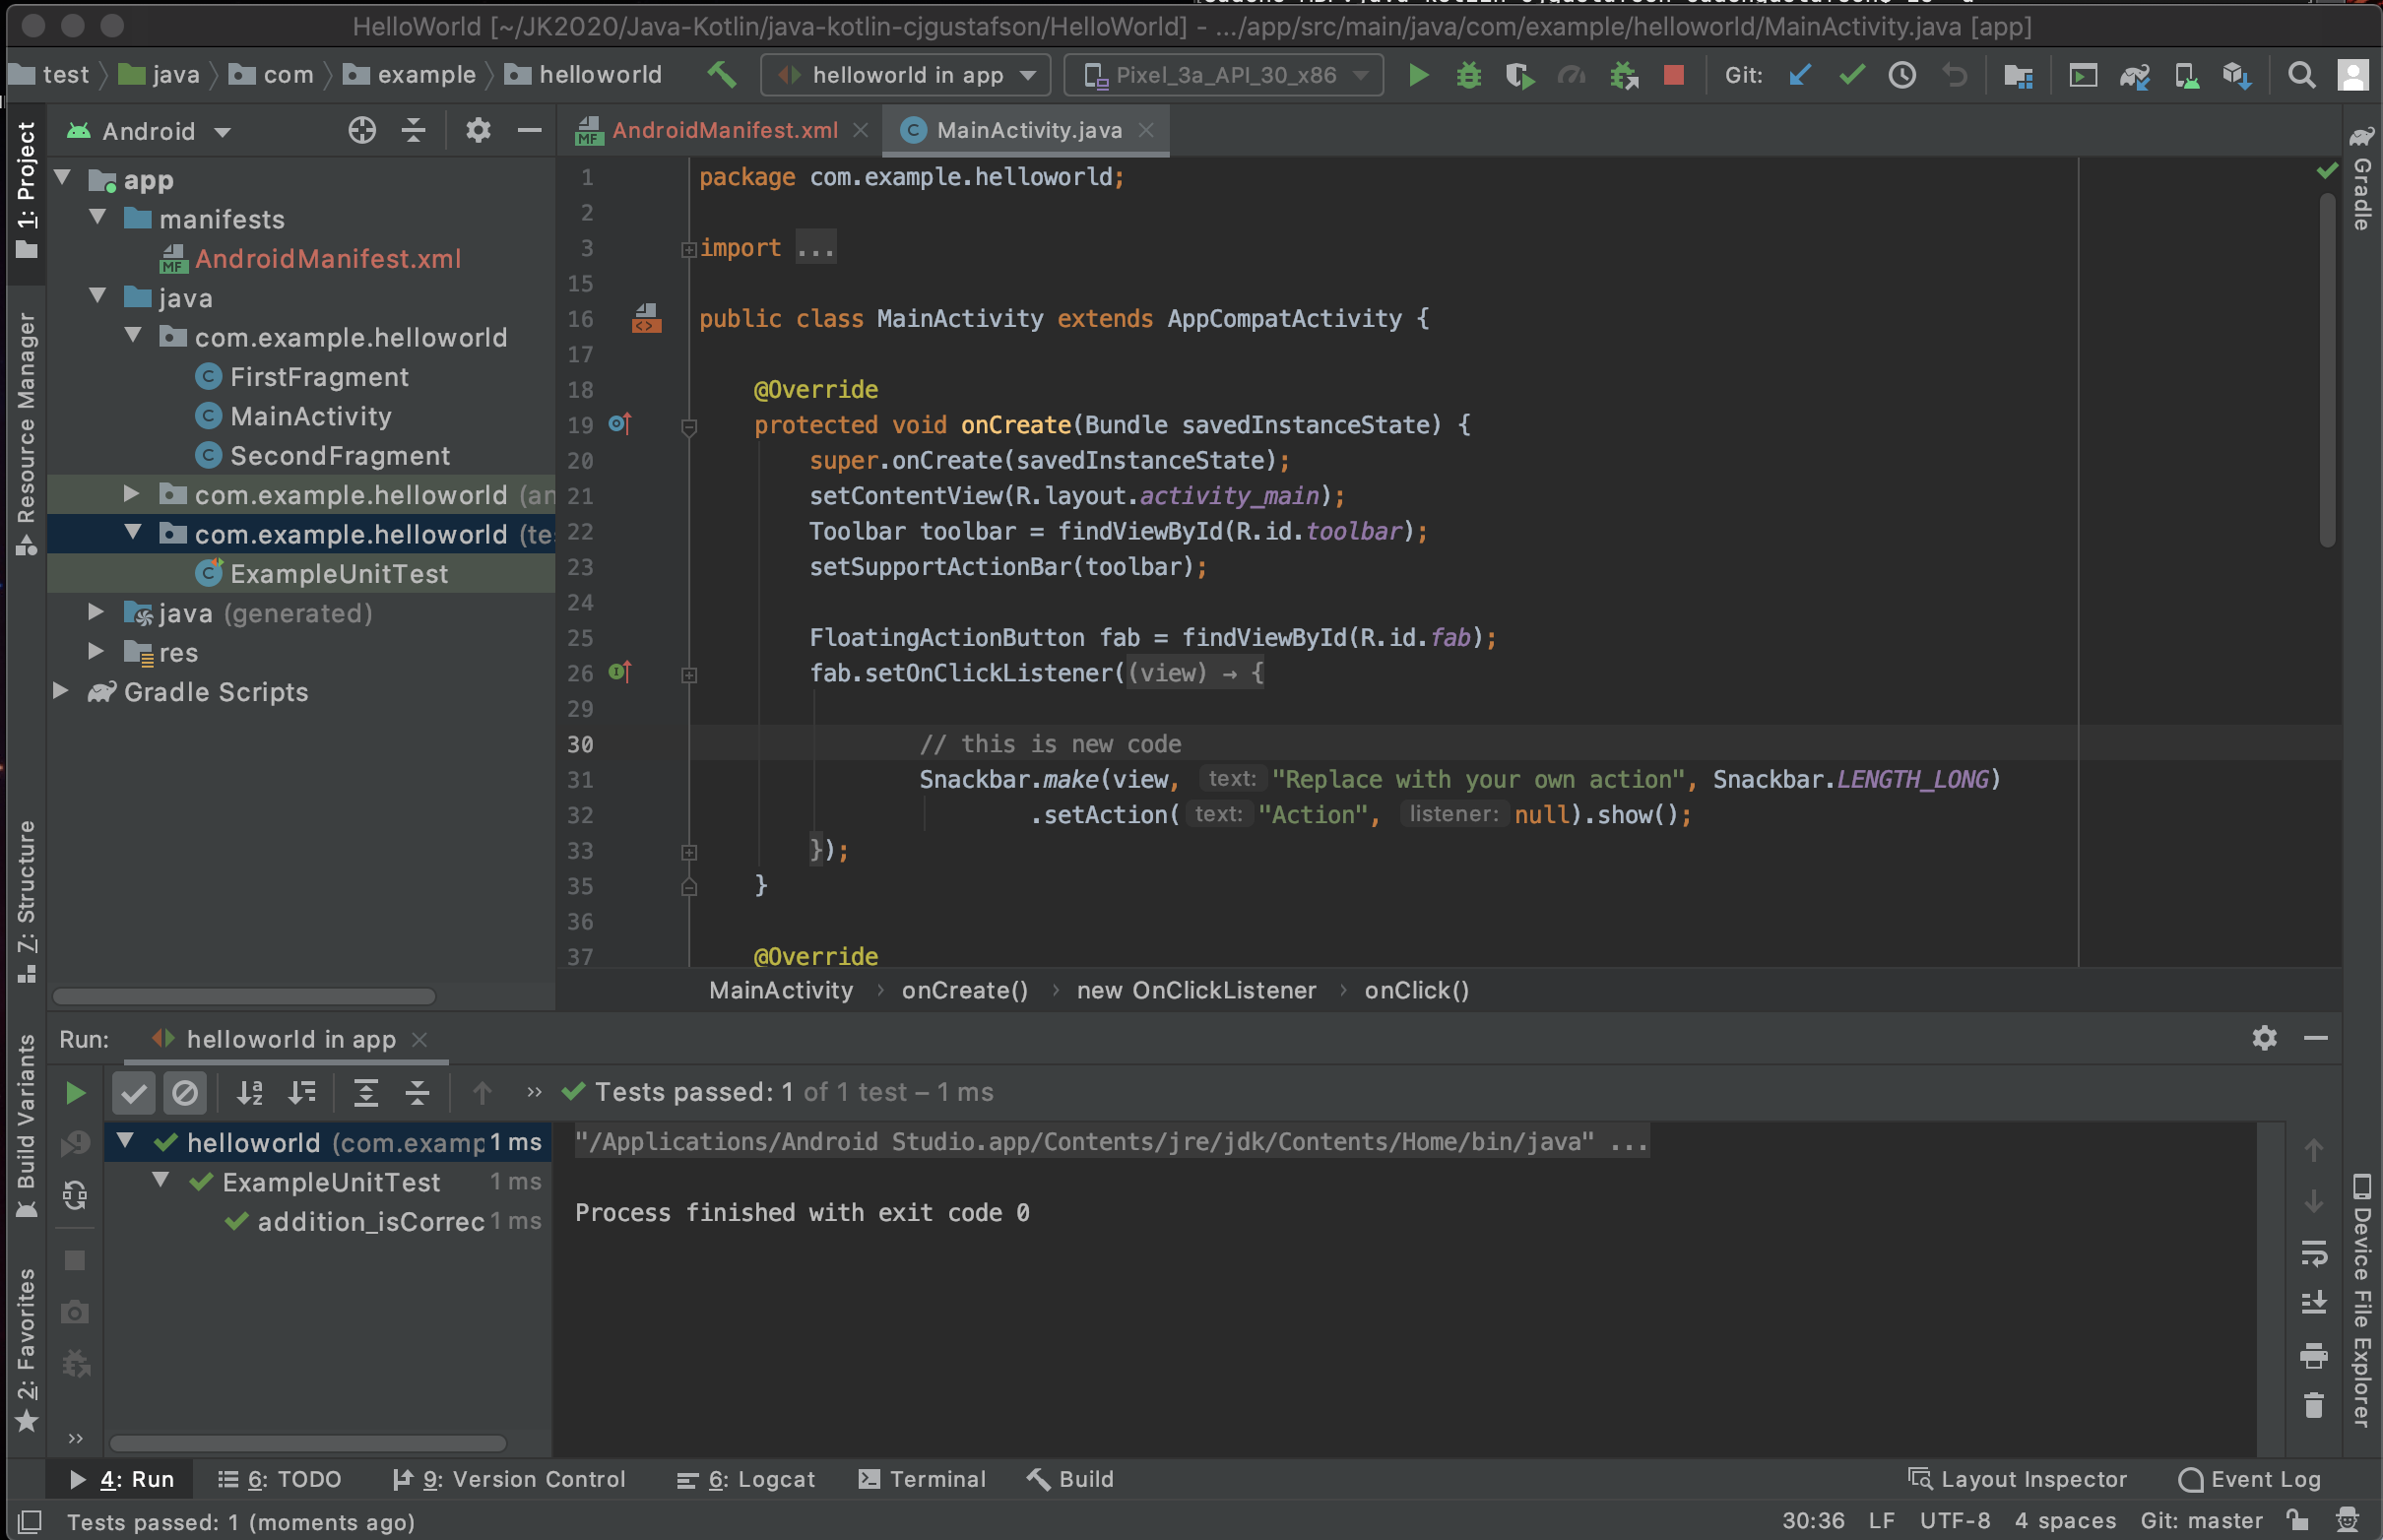 HelloWorld [~/JK2020/Java-Kotlin/java-kotlin-cjgustafson/HelloWorld] - .../app/src/main/java/com/example/helloworld/MainActivity.java [app]
test java com example helloworld helloworld in app Pixel_3a_API_30_x86 Git:
1: Project
Resource Manager
Z: Structure
Build Variants
2: Favorites
Android
app
manifests
MF AndroidManifest.xml
java
com.example.helloworld
C FirstFragment
C MainActivity
C SecondFragment
com.example.helloworld (an
com.example.helloworld (te
C ExampleUnitTest
java (generated)
res
Gradle Scripts
MF AndroidManifest.xml C MainActivity.java
1 package com.example.helloworld;
2
3 import ...
15
16 public class MainActivity extends AppCompatActivity {
17
18 @Override
19 protected void onCreate(Bundle savedInstanceState) {
20 super.onCreate(savedInstanceState);
21 setContentView(R.layout.activity_main);
22 Toolbar toolbar = findViewById(R.id.toolbar);
23 setSupportActionBar(toolbar);
24
25 FloatingActionButton fab = findViewById(R.id.fab);
26 fab.setOnClickListener((view) → {
29
30 // this is new code
31 Snackbar.make(view, text: "Replace with your own action", Snackbar.LENGTH_LONG)
32 .setAction( text: "Action", listener: null).show();
33 });
35 }
36
37 @Override
MainActivity › onCreate() › new OnClickListener › onClick()
Gradle
Device File Explorer
Run: helloworld in app
Tests passed: 1 of 1 test – 1 ms
helloworld (com.examp 1 ms
ExampleUnitTest 1 ms
addition_isCorrec 1 ms
"/Applications/Android Studio.app/Contents/jre/jdk/Contents/Home/bin/java" ...
Process finished with exit code 0
4: Run 6: TODO 9: Version Control 6: Logcat Terminal Build Layout Inspector Event Log
Tests passed: 1 (moments ago) 30:36 LF UTF-8 4 spaces Git: master